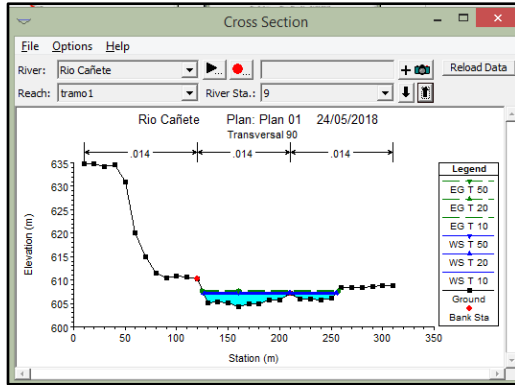 Cross Section
File Options Help
River: Rio Cañete Reload Data
Reach: tramo1 River Sta.: 9
Rio Cañete Plan: Plan 01 24/05/2018
Transversal 90
.014 .014 .014
Legend
EG T 50
EG T 20
EG T 10
WS T 50
WS T 20
WS T 10
Ground
Bank Sta
Elevation (m)
635
630
625
620
615
610
605
600
0 50 100 150 200 250 300 350
Station (m)